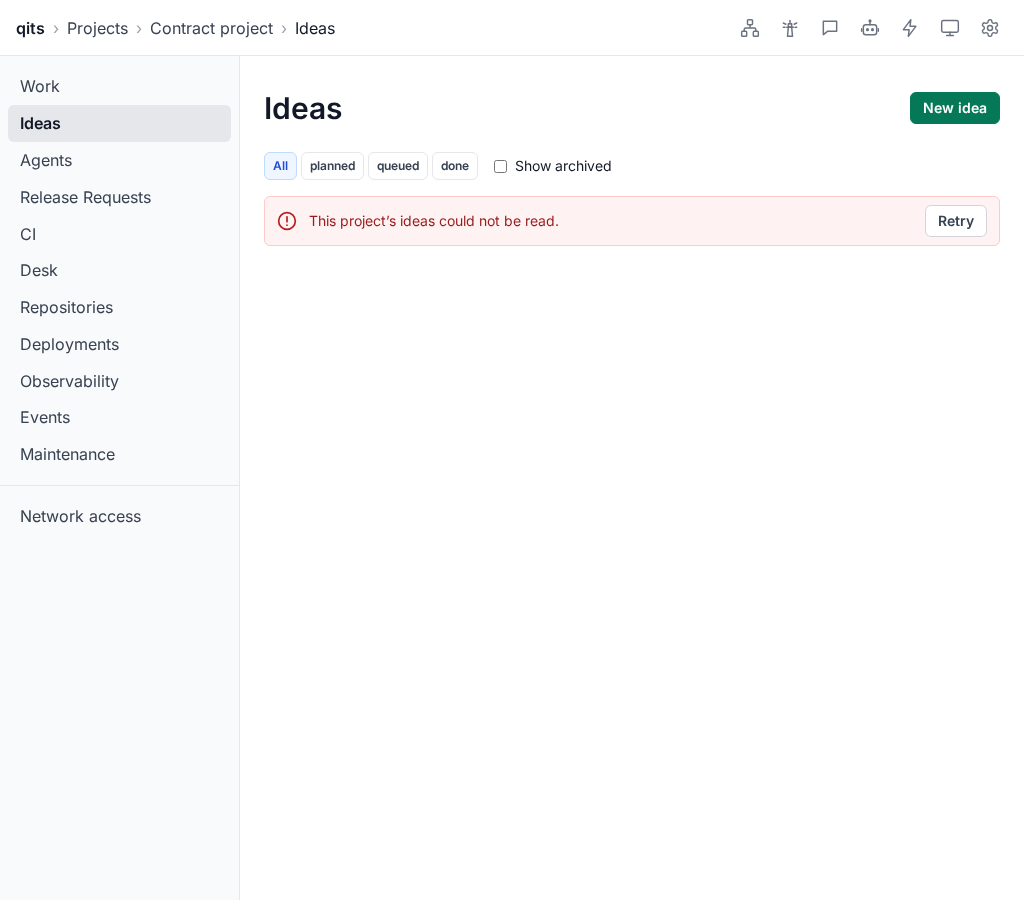 qits › Projects › Contract project › Ideas
Work
Ideas
Agents
Release Requests
CI
Desk
Repositories
Deployments
Observability
Events
Maintenance
Network access
Ideas
New idea
All planned queued done Show archived
This project’s ideas could not be read. Retry